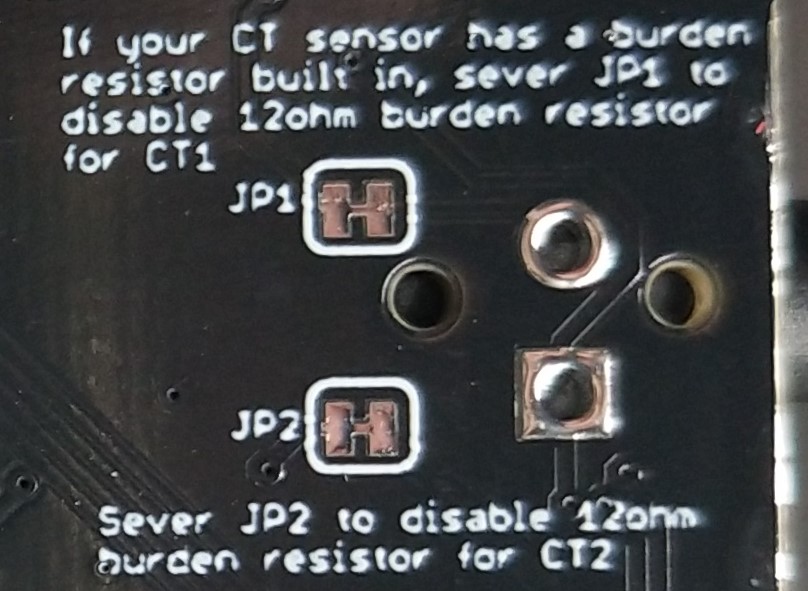 If your CT sensor has a burden
resistor built in, sever JP1 to
disable 12ohm burden resistor
for CT1
JP1
JP2
Sever JP2 to disable 12ohm
burden resistor for CT2